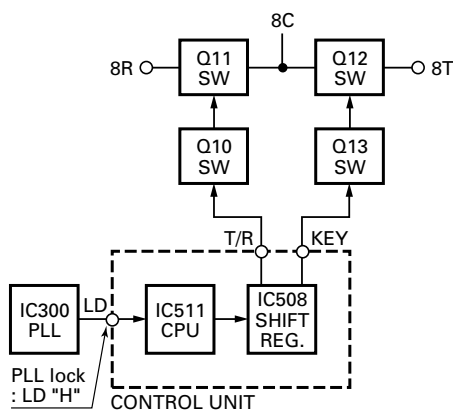 8C
8R
Q11
SW
Q12
SW
8T
Q10
SW
Q13
SW
T/R
KEY
IC300
PLL
LD
IC511
CPU
IC508
SHIFT
REG.
PLL lock
: LD "H"
CONTROL UNIT